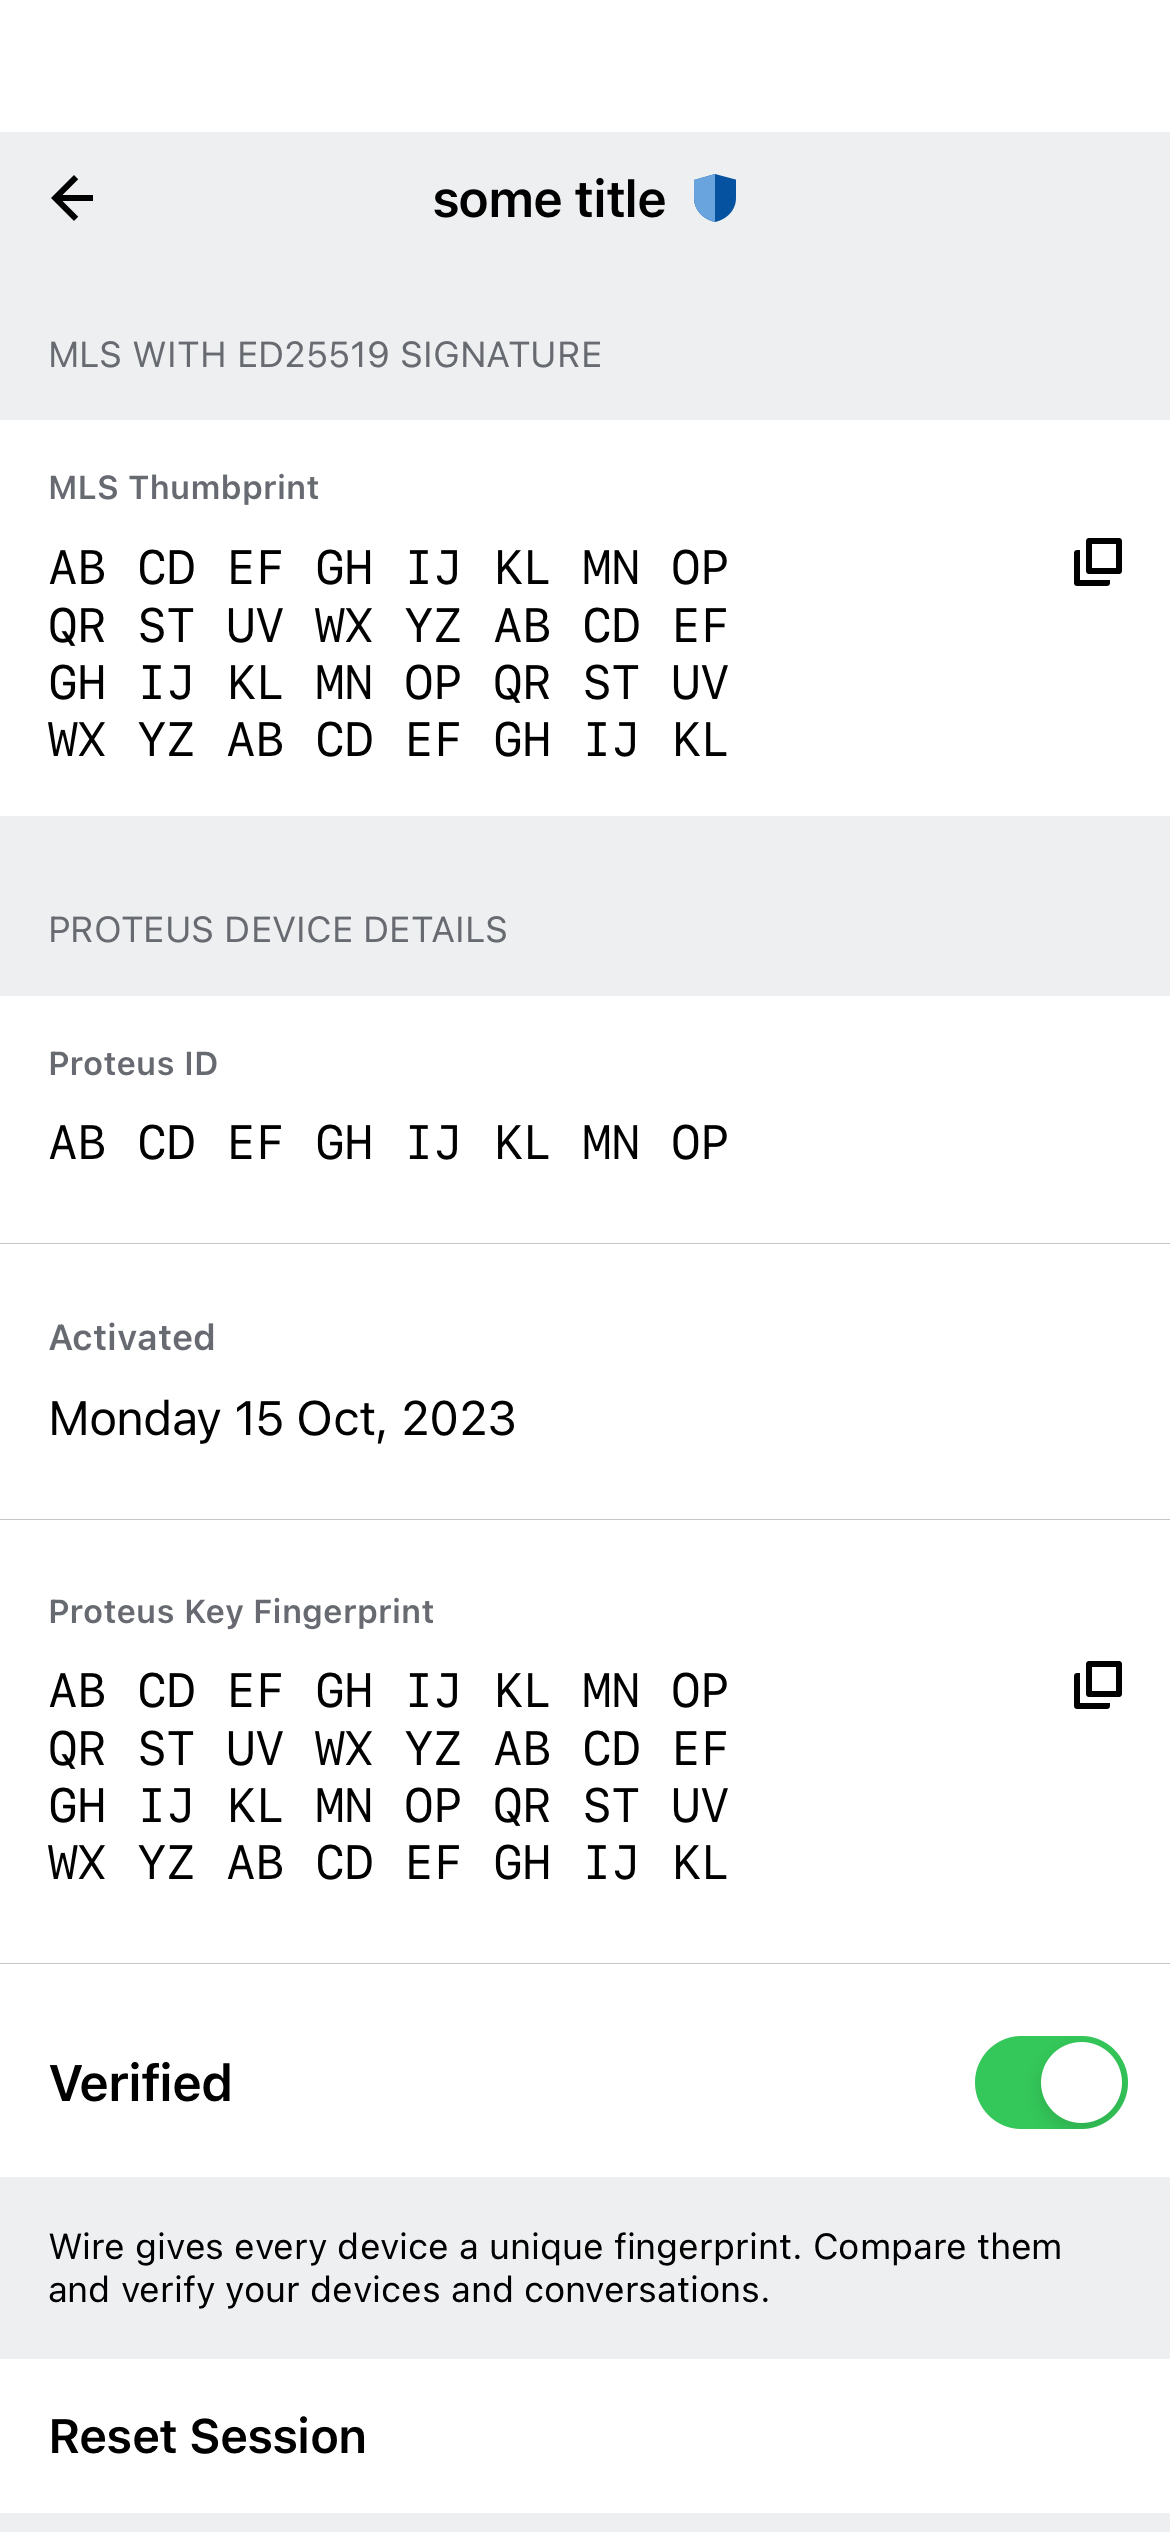 some title
MLS WITH ED25519 SIGNATURE
MLS Thumbprint
AB CD EF GH IJ KL MN OP
QR ST UV WX YZ AB CD EF
GH IJ KL MN OP QR ST UV
WX YZ AB CD EF GH IJ KL
PROTEUS DEVICE DETAILS
Proteus ID
AB CD EF GH IJ KL MN OP
Activated
Monday 15 Oct, 2023
Proteus Key Fingerprint
AB CD EF GH IJ KL MN OP
QR ST UV WX YZ AB CD EF
GH IJ KL MN OP QR ST UV
WX YZ AB CD EF GH IJ KL
Verified
Wire gives every device a unique fingerprint. Compare them
and verify your devices and conversations.
Reset Session